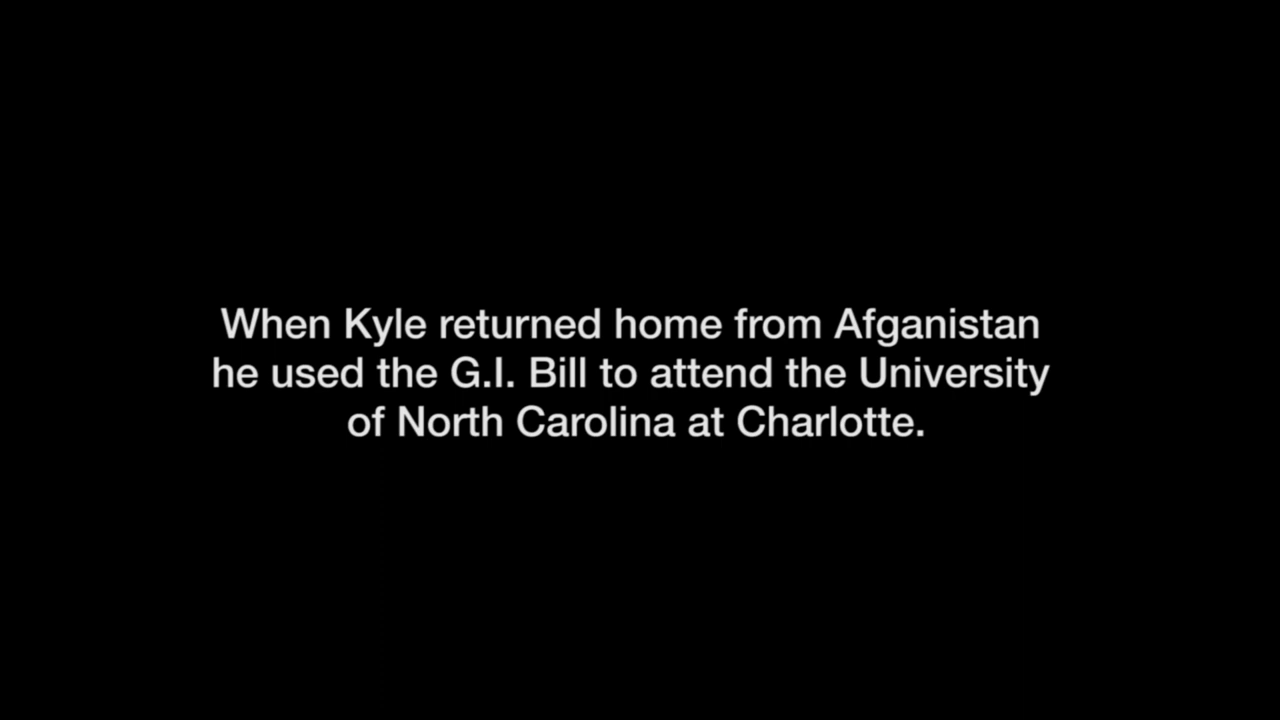 When Kyle returned home from Afganistan
he used the G.I. Bill to attend the University
of North Carolina at Charlotte.